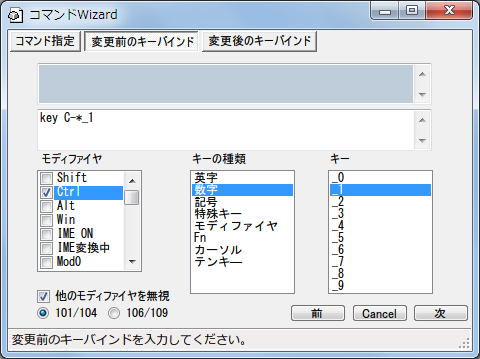 コマンドWizard
コマンド指定 変更前のキーバインド 変更後のキーバインド
key C-*_1
モディファイヤ キーの種類 キー
Shift
Ctrl
Alt
Win
IME ON
IME変換中
Mod0
英字
数字
記号
特殊キー
モディファイヤ
Fn
カーソル
テンキー
_0
_1
_2
_3
_4
_5
_6
_7
_8
_9
他のモディファイヤを無視
101/104 106/109
前 Cancel 次
変更前のキーバインドを入力してください。